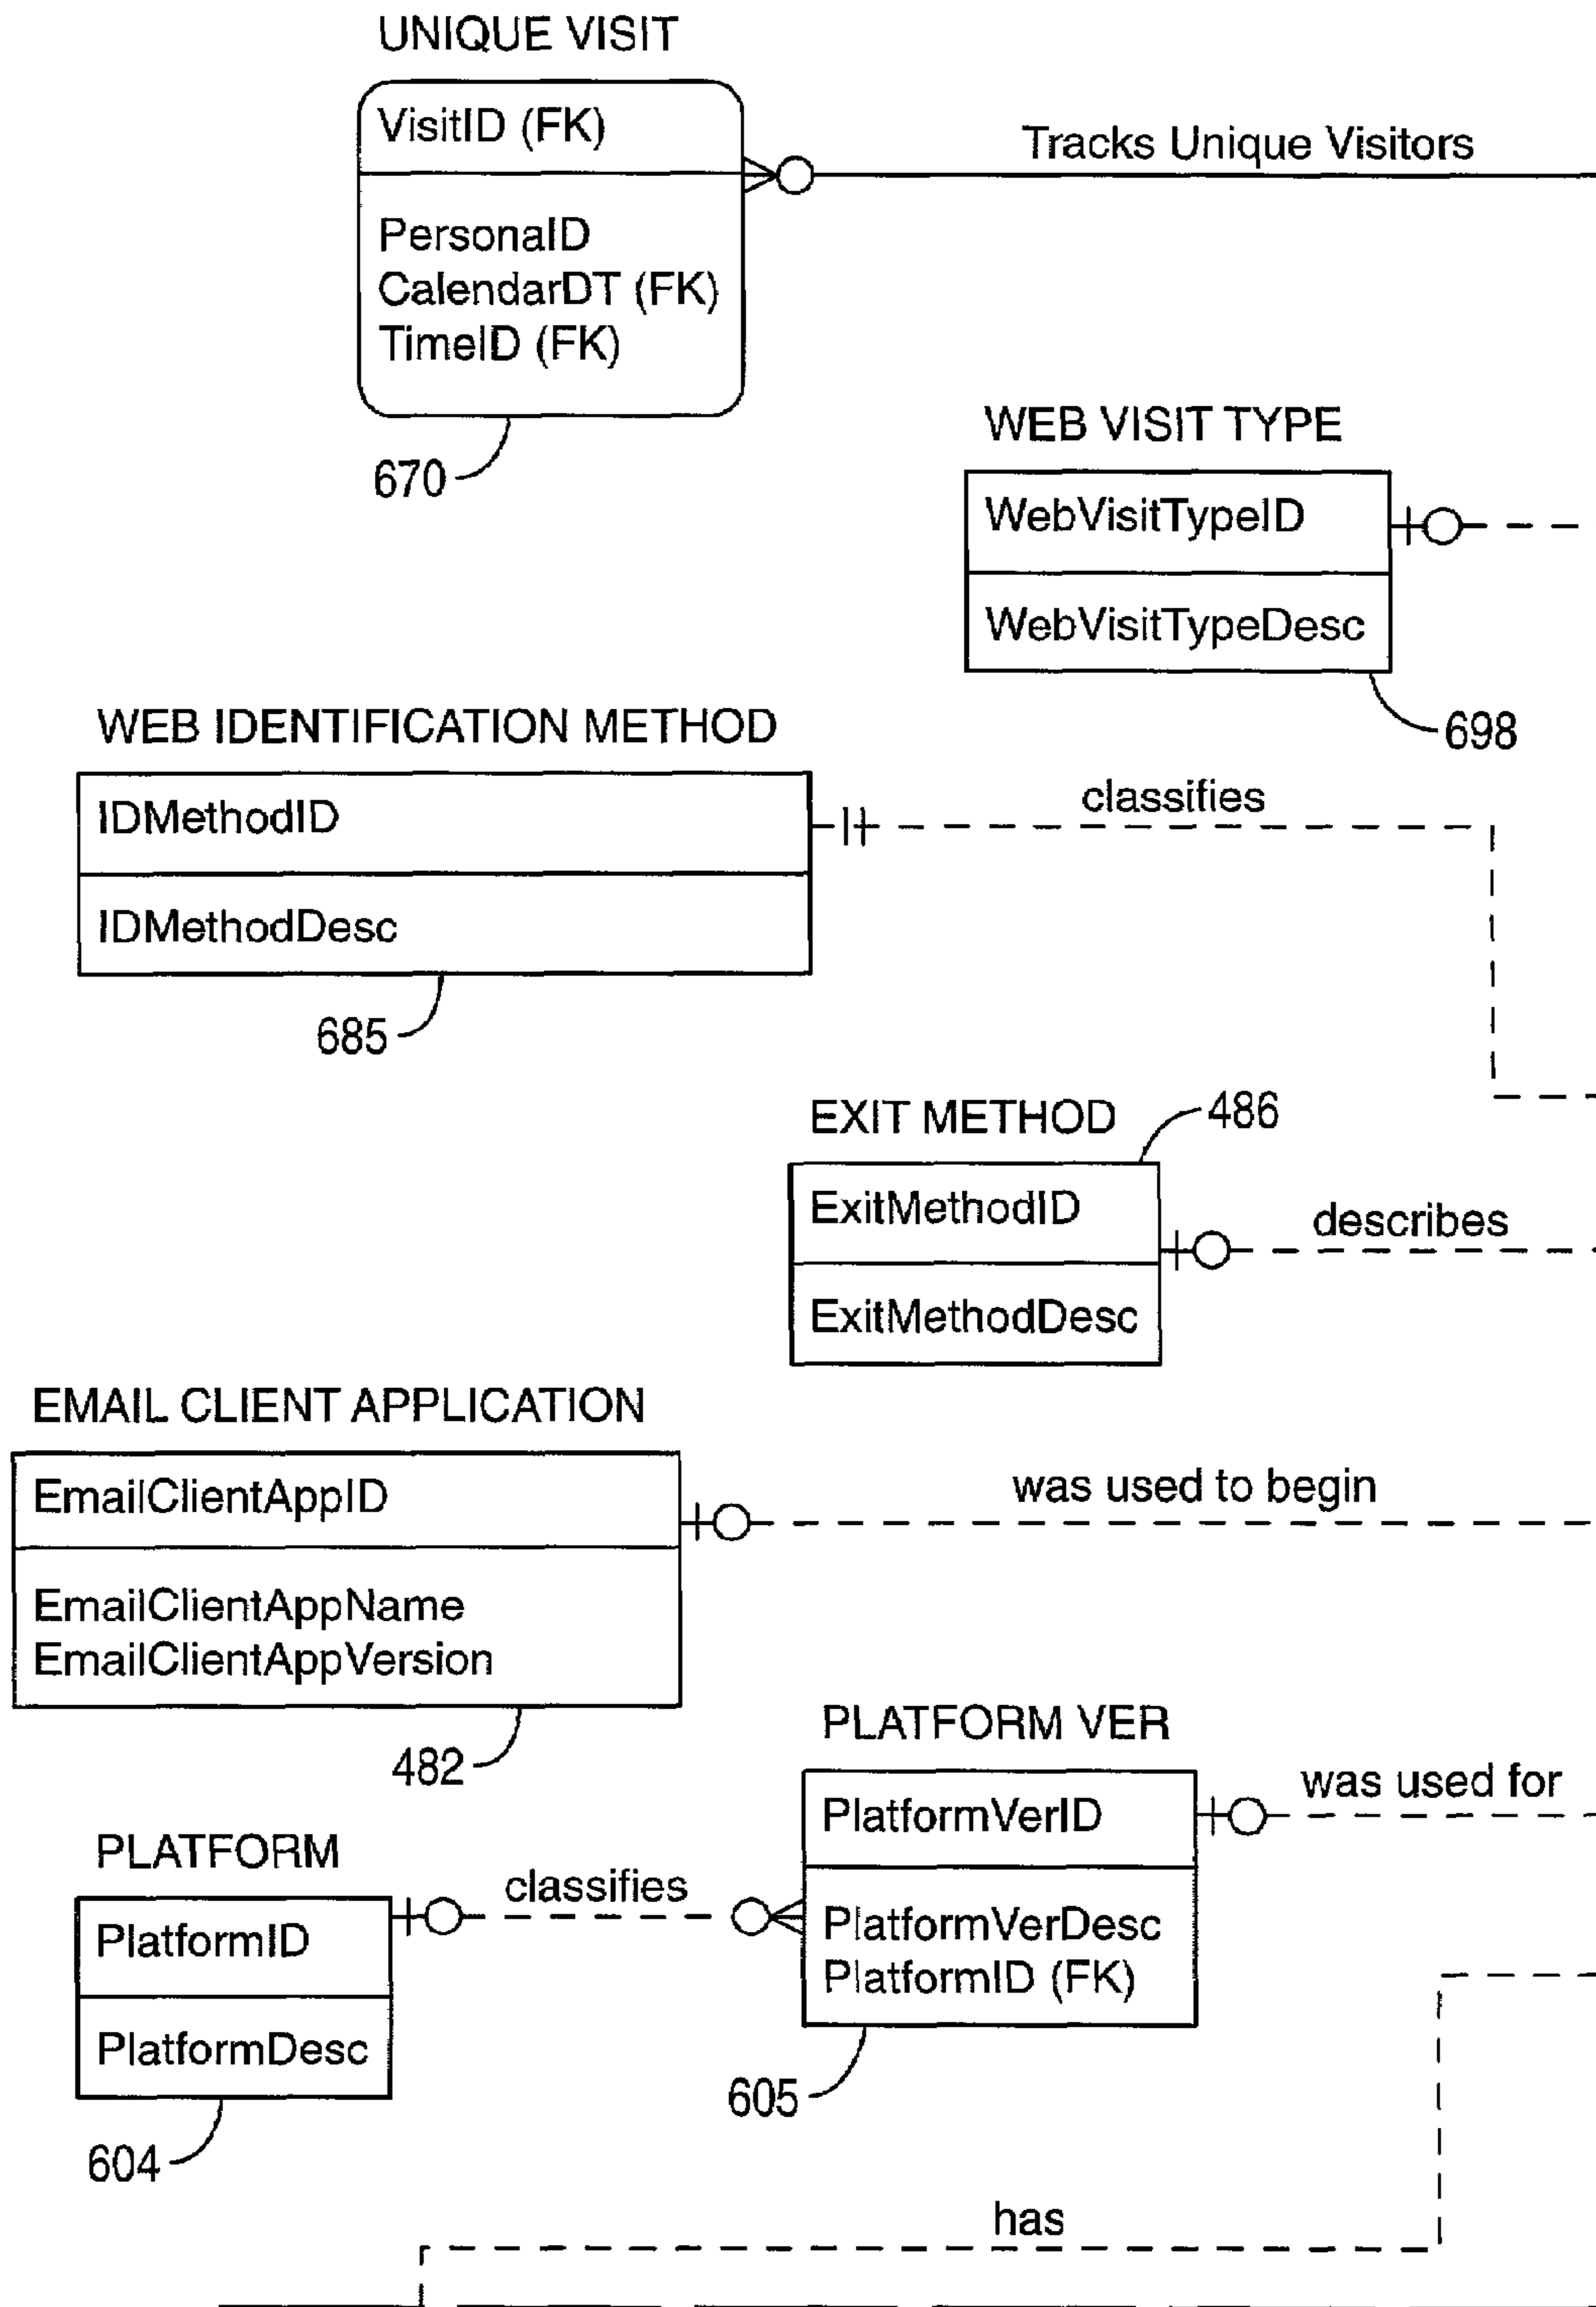 UNIQUE VISIT
VisitID (FK)
Tracks Unique Visitors
PersonaID
CalendarDT (FK)
TimeID (FK)
670
WEB VISIT TYPE
WebVisitTypeID
WebVisitTypeDesc
698
WEB IDENTIFICATION METHOD
IDMethodID
classifies
IDMethodDesc
685
EXIT METHOD
486
ExitMethodID
describes
ExitMethodDesc
EMAIL CLIENT APPLICATION
EmailClientAppID
was used to begin
EmailClientAppName
EmailClientAppVersion
482
PLATFORM VER
PlatformVerID
was used for
PLATFORM
classifies
PlatformID
PlatformVerDesc
PlatformID (FK)
PlatformDesc
605
604
has